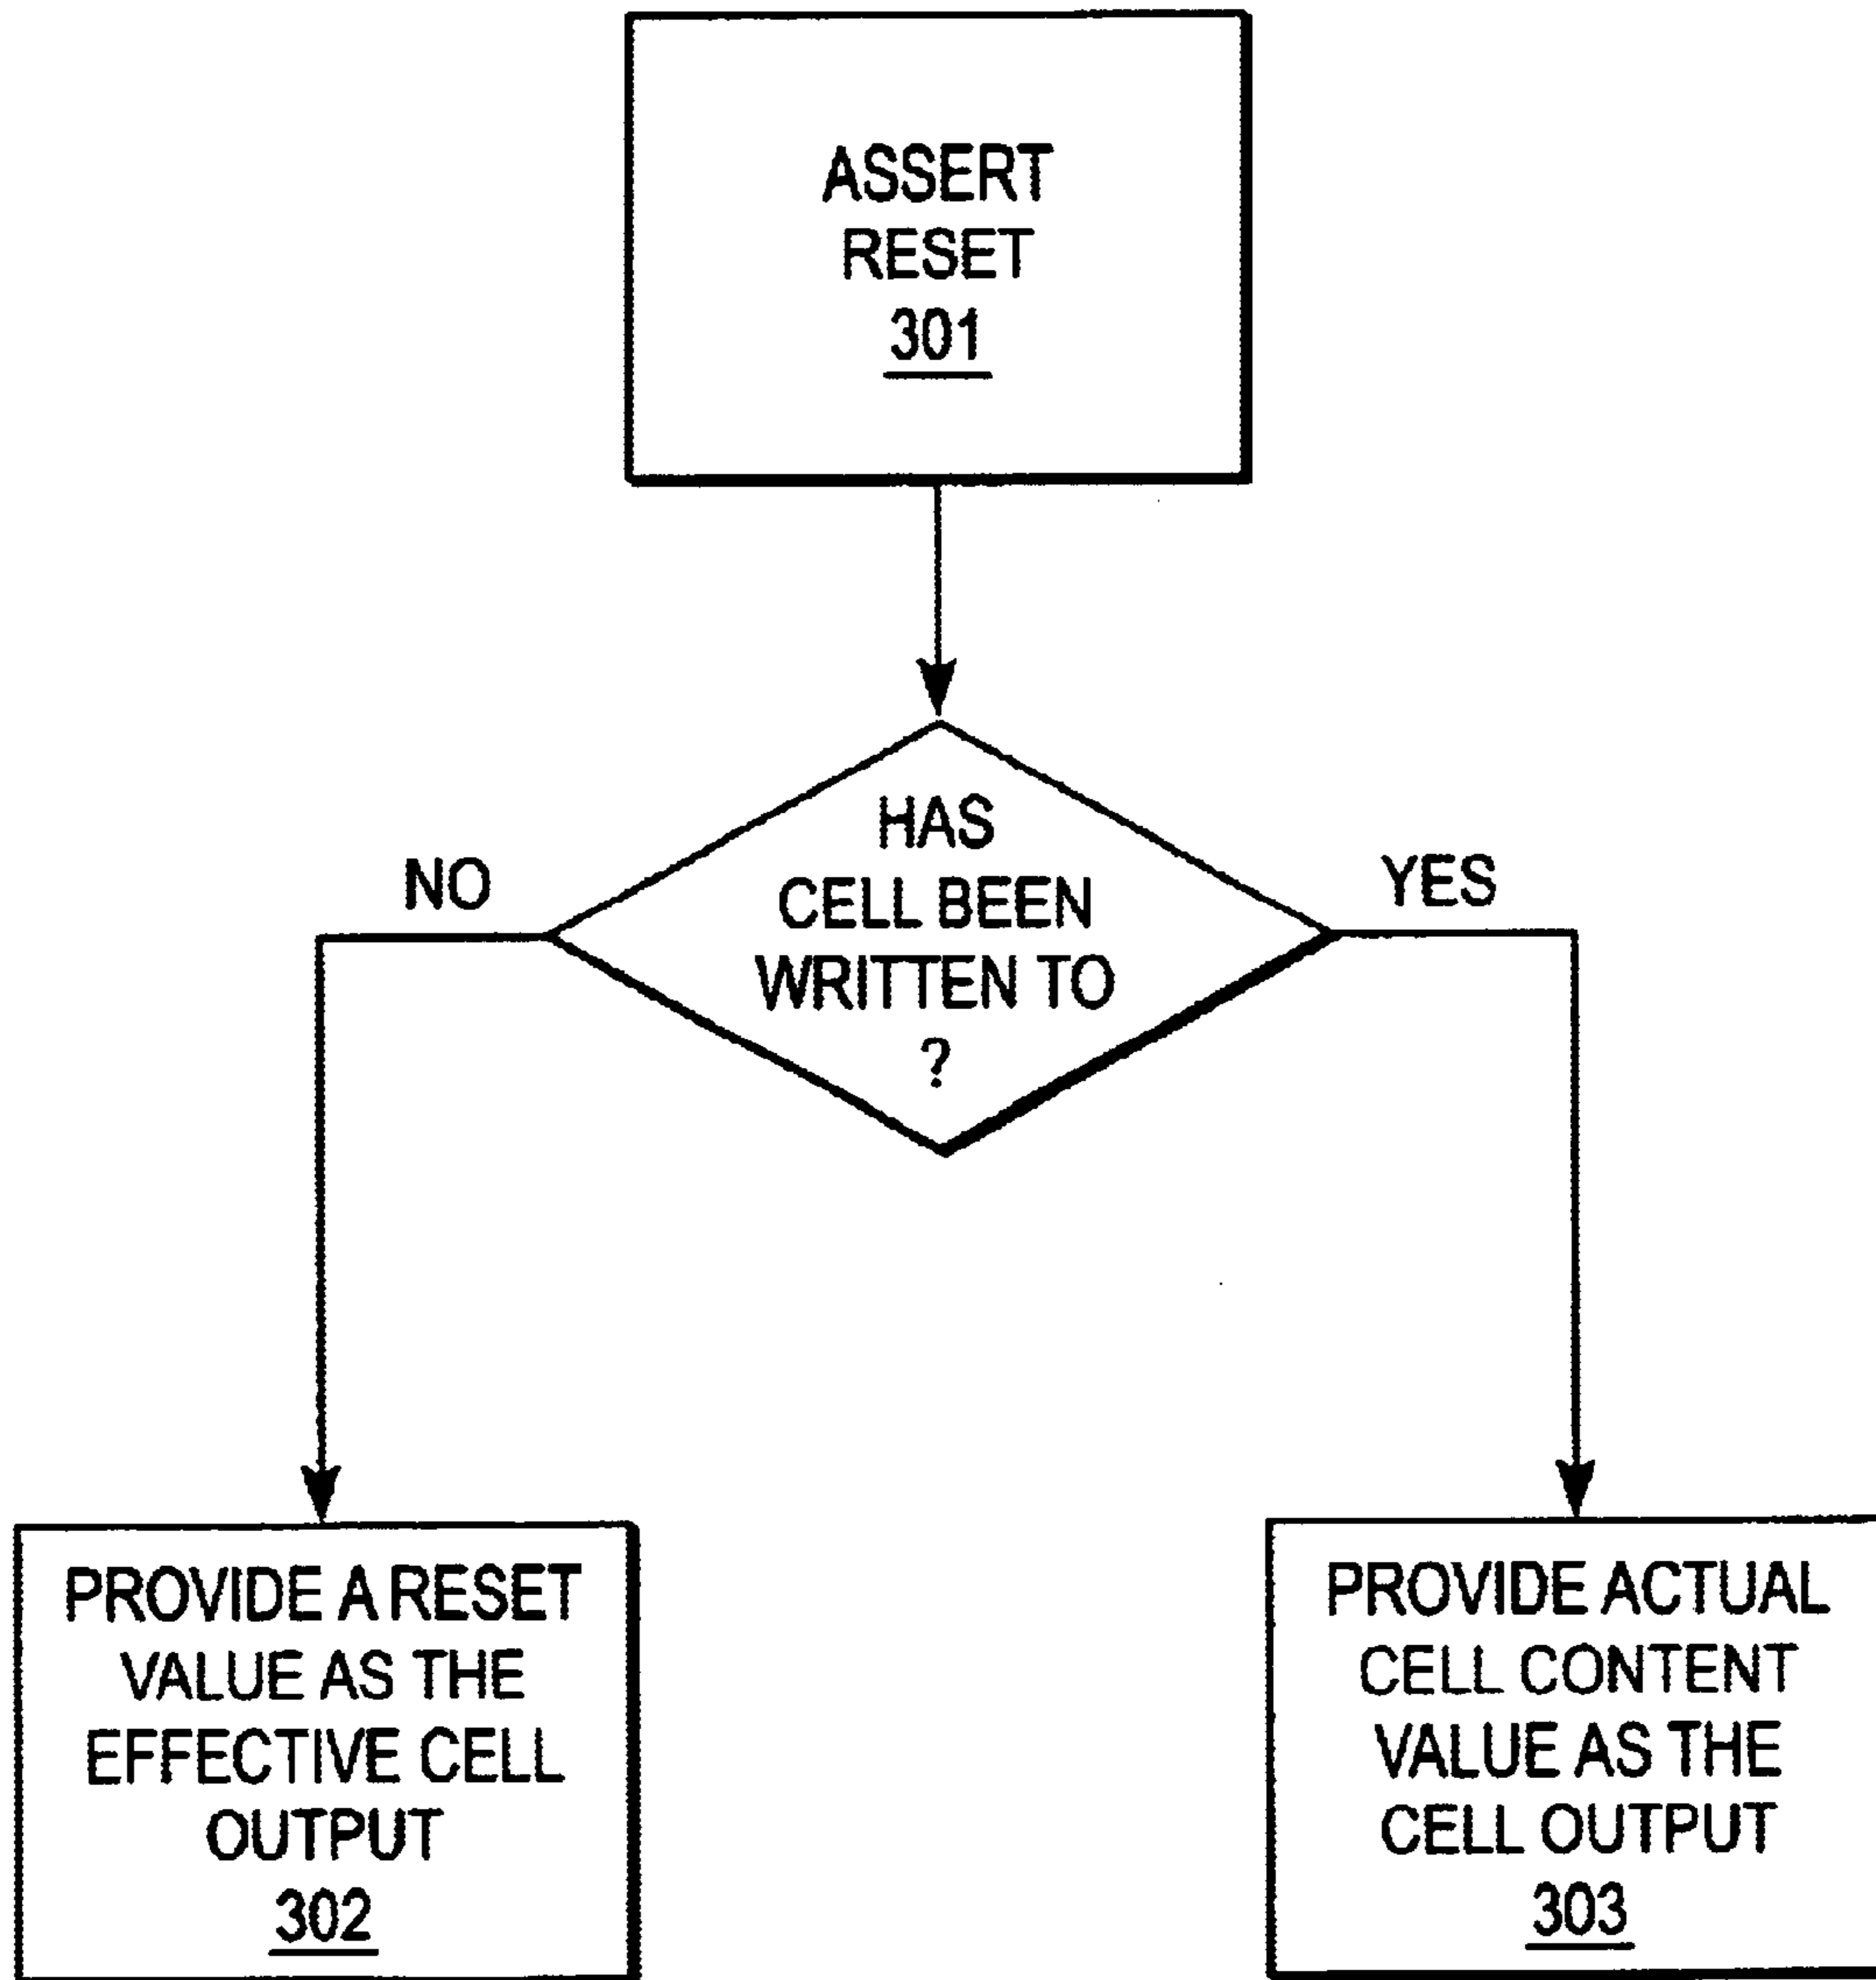 ASSERT
RESET
301
HAS
CELL BEEN
WRITTEN TO
?
NO
YES
PROVIDE A RESET
VALUE AS THE
EFFECTIVE CELL
OUTPUT
302
PROVIDE ACTUAL
CELL CONTENT
VALUE AS THE
CELL OUTPUT
303